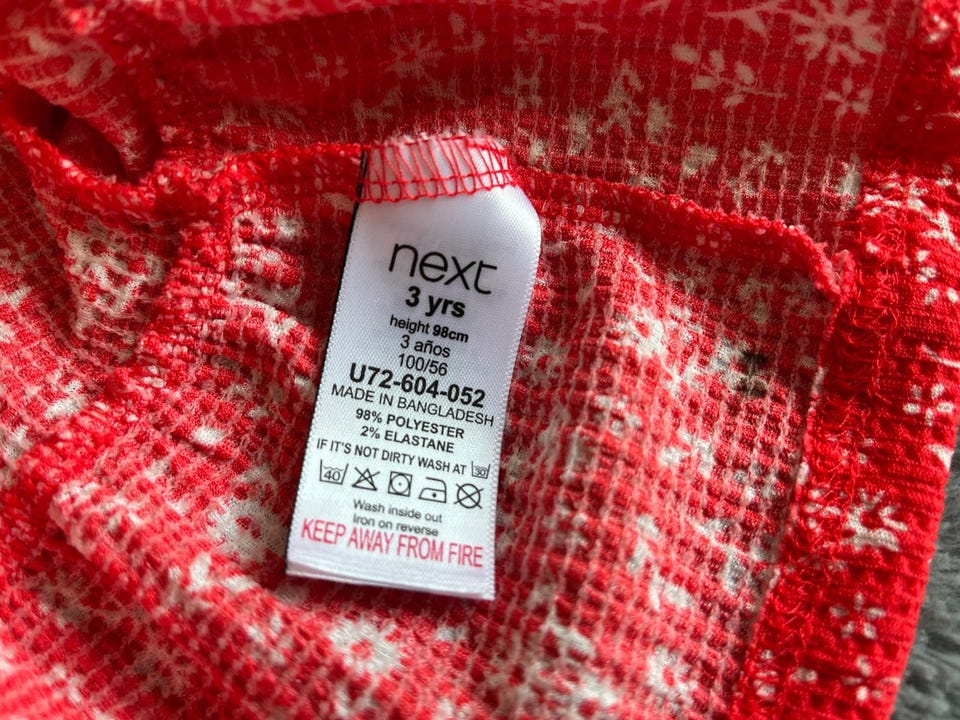 next
3 yrs
height 98cm
3 años
100/56
U72-604-052
MADE IN BANGLADESH
98% POLYESTER
2% ELASTANE
IF IT'S NOT DIRTY WASH AT 30
40
Wash inside out
Iron on reverse
KEEP AWAY FROM FIRE